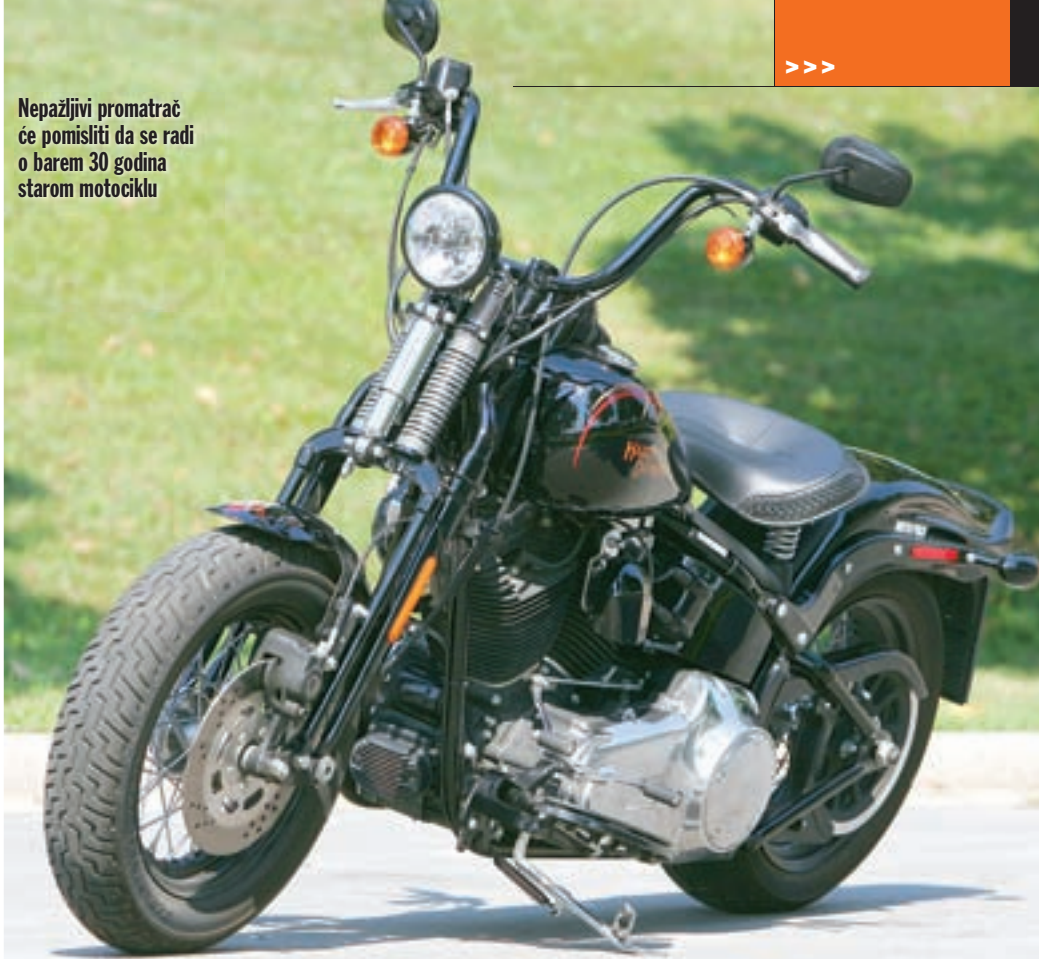 >>>
Nepažljivi promatrač
će pomisliti da se radi
o barem 30 godina
starom motociklu